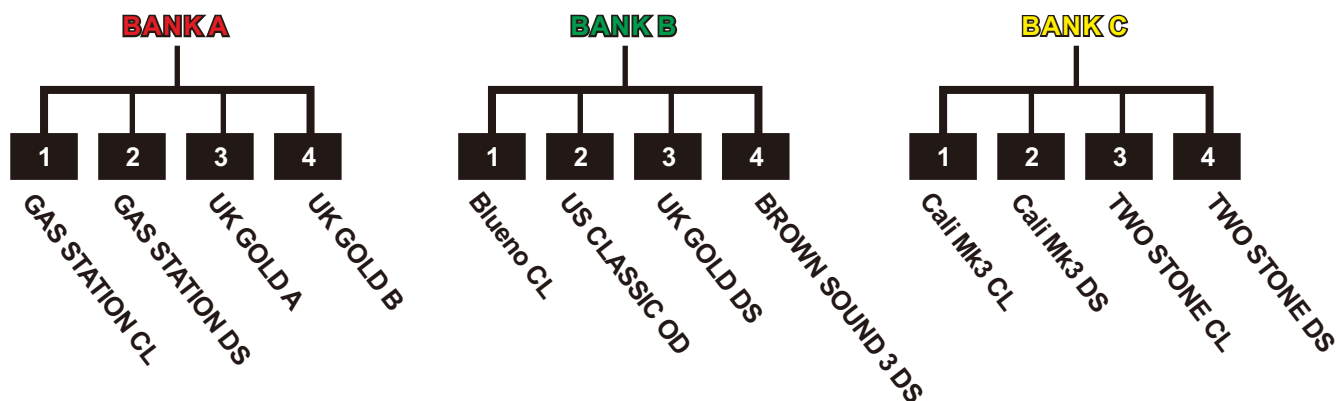 BANK A
1
2
3
4
GAS STATION CL
GAS STATION DS
UK GOLD A
UK GOLD B
BANK B
1
2
3
4
Blueno CL
US CLASSIC OD
UK GOLD DS
BROWN SOUND 3 DS
BANK C
1
2
3
4
Cali Mk3 CL
Cali Mk3 DS
TWO STONE CL
TWO STONE DS